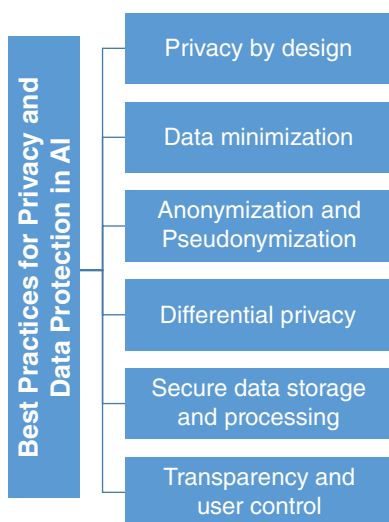 Best Practices for Privacy and
Data Protection in AI
Privacy by design
Data minimization
Anonymization and
Pseudonymization
Differential privacy
Secure data storage
and processing
Transparency and
user control